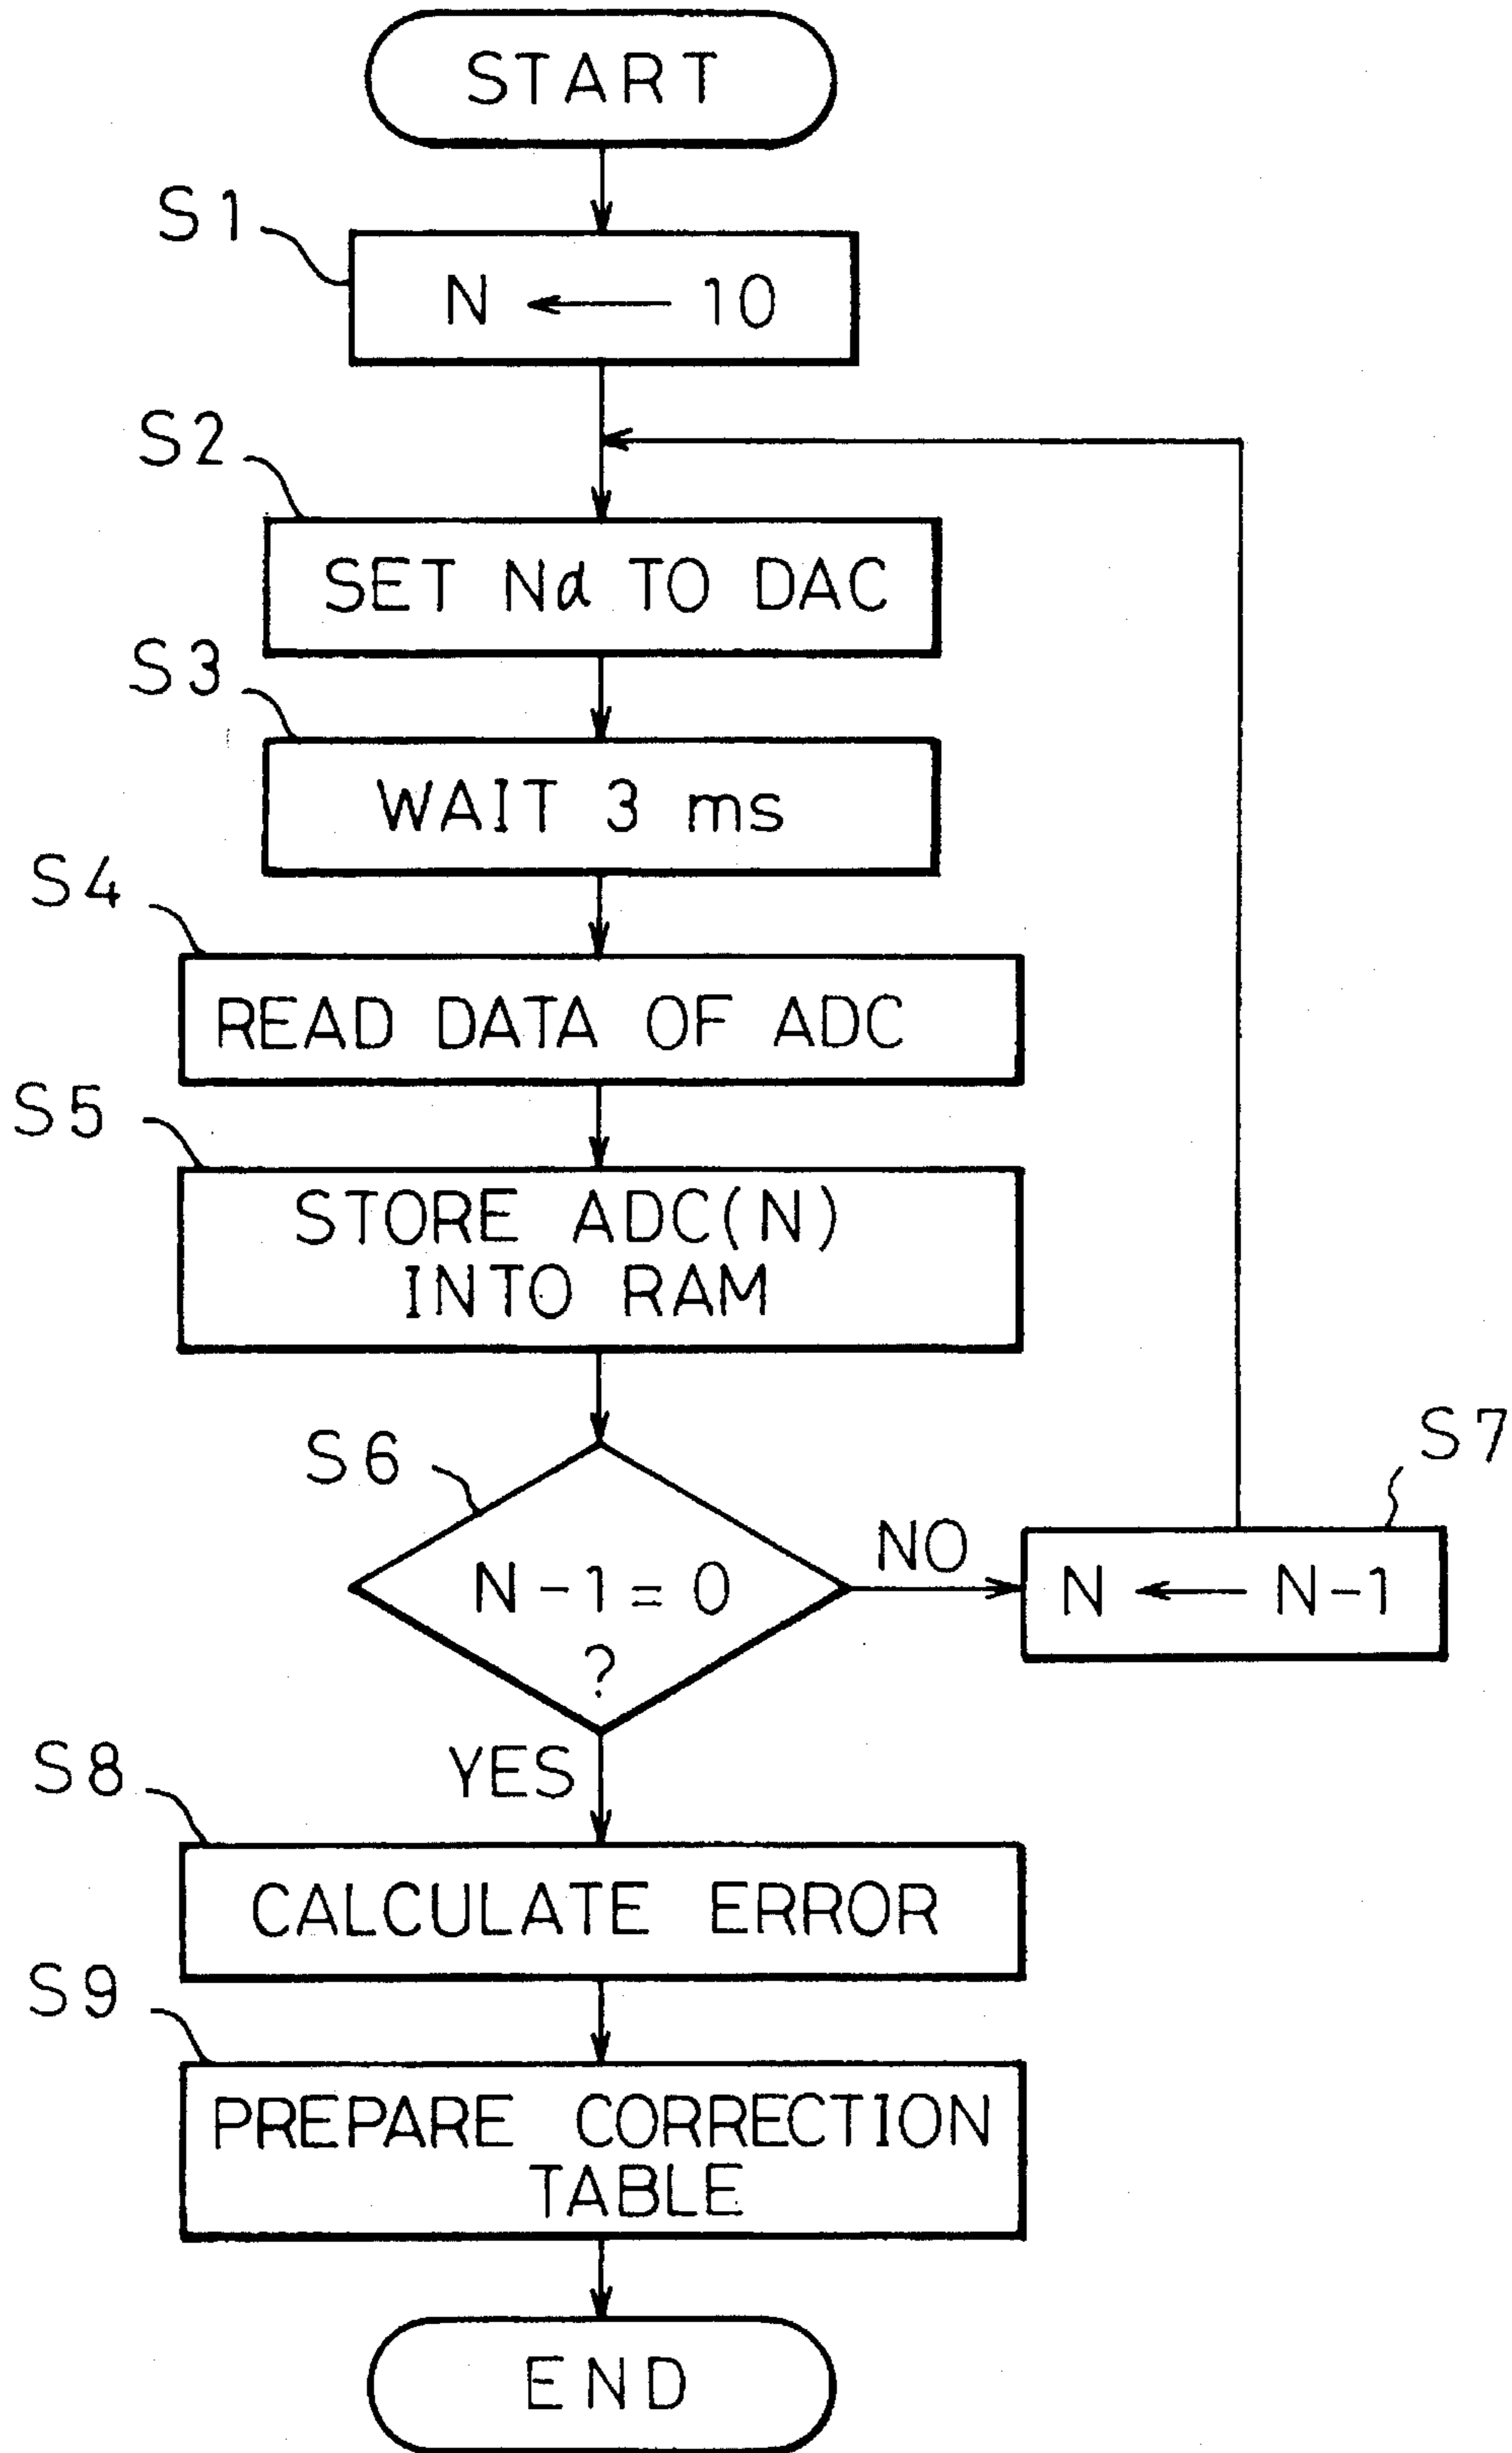 START
S1
N ← 10
S2
SET Nα TO DAC
S3
WAIT 3 ms
S4
READ DATA OF ADC
S5
STORE ADC(N)
INTO RAM
S6
N-1=0
?
NO
S7
N ← N-1
YES
S8
CALCULATE ERROR
S9
PREPARE CORRECTION
TABLE
END